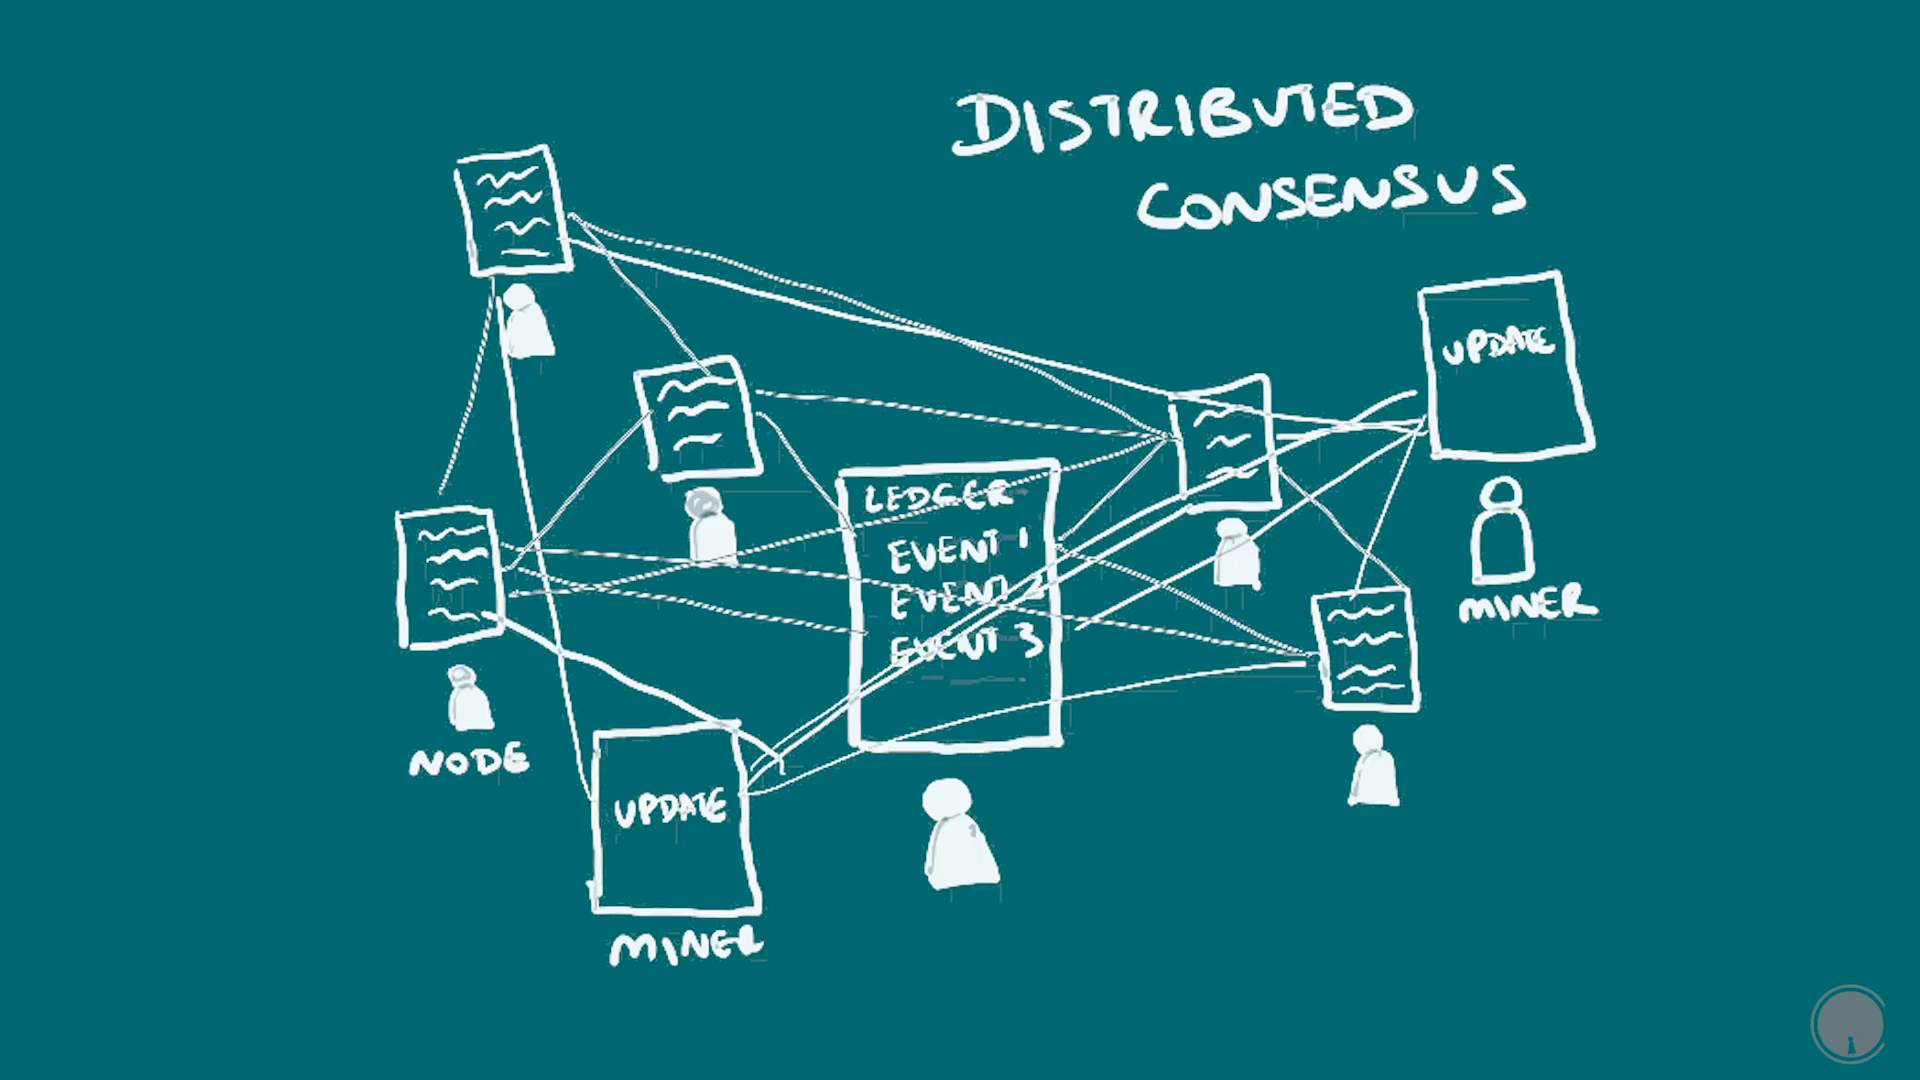 DISTRIBUTED
CONSENSUS
UPDATE
LEDGER
EVENT 1
EVENT 2
EVENT 3
MINER
NODE
UPDATE
MINER